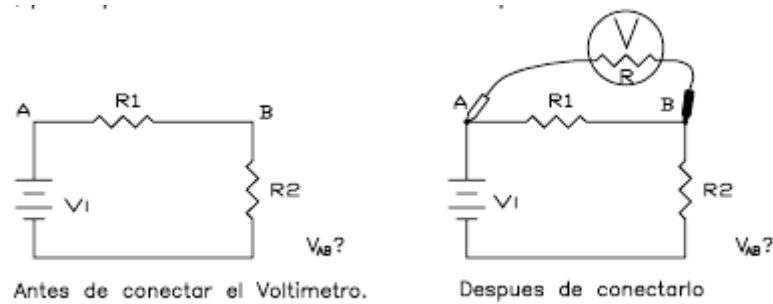 A
R1
B
V1
R2
VAB?
Antes de conectar el Voltimetro.
V
R
A
R1
B
V1
R2
VAB?
Despues de conectarlo